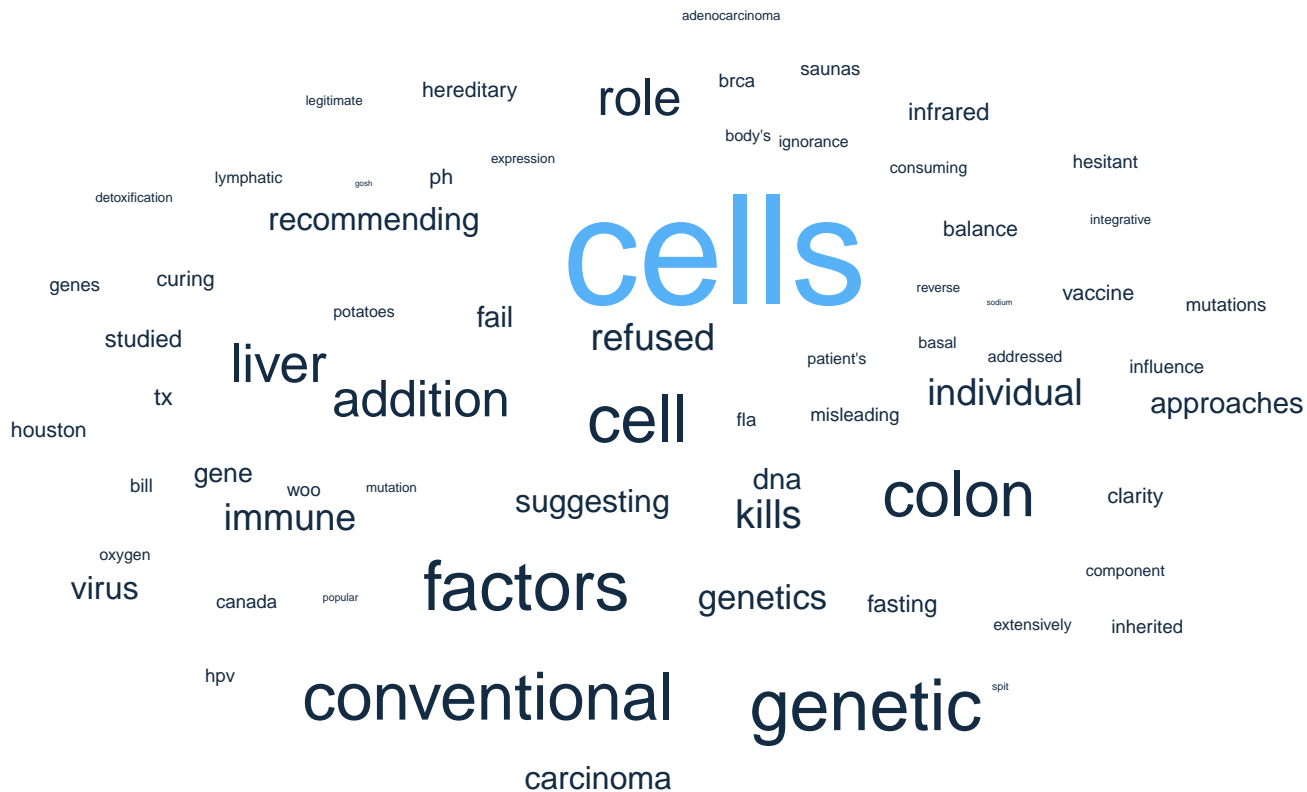 adenocarcinoma
saunas
brca
hereditary
role
legitimate
infrared
body's
ignorance
expression
hesitant
consuming
lymphatic
gosh
ph
detoxification
recommending
integrative
balance
cells
genes
curing
reverse
sodium
vaccine
mutations
potatoes
fail
studied
refused
basal
addressed
patient's
liver
influence
tx
addition
individual
approaches
cell
fla
misleading
houston
gene
dna
bill
woo
mutation
colon
clarity
suggesting
kills
immune
oxygen
virus
factors
component
canada
popular
genetics
fasting
extensively
inherited
hpv
conventional
genetic
spit
carcinoma